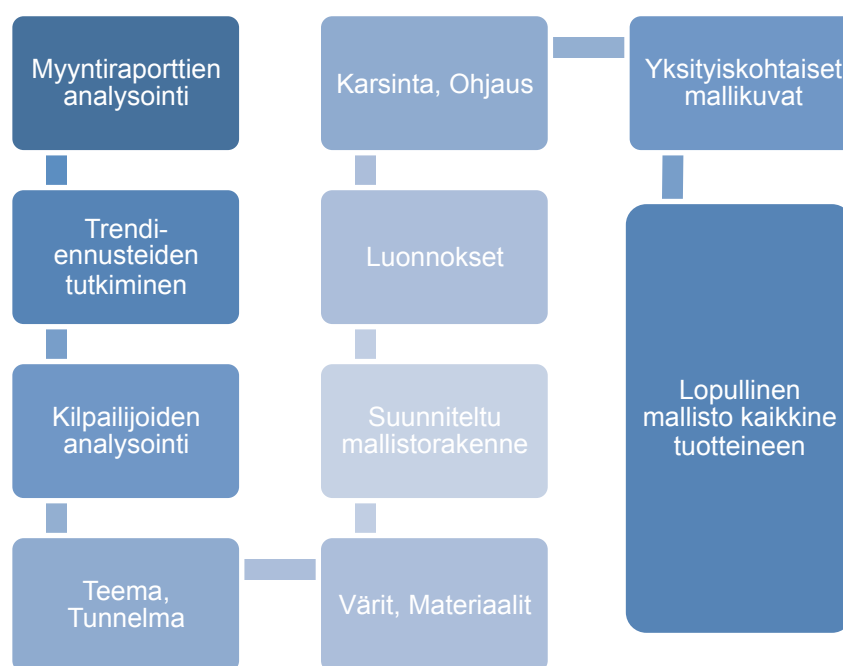 Myyntiraporttien
analysointi
Trendi-
ennusteiden
tutkiminen
Kilpailijoiden
analysointi
Teema,
Tunnelma
Värit, Materiaalit
Suunniteltu
mallistorakenne
Luonnokset
Karsinta, Ohjaus
Yksityiskohtaiset
mallikuvat
Lopullinen
mallisto kaikkine
tuotteineen